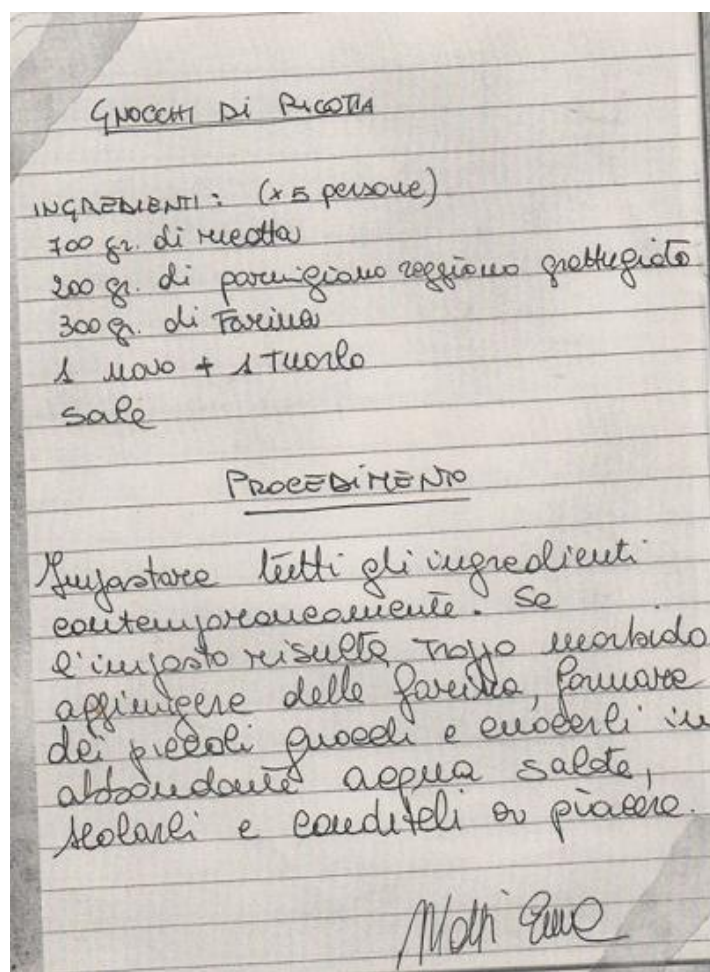 GNOCCHI Di RICOTTA
INGREDIENTI: (x 5 persone)
700 gr. di ricotta
200 gr. di parmigiano reggiano grattugiato
300 gr. di Farina
1 uovo + 1 Tuorlo
sale
PROCEDiMENTO
Impastare tutti gli ingredienti
contemporaneamente. Se
l'impasto risulta Troppo morbido
aggiungere della farina, formare
dei piccoli gnocchi e cuocerli in
abbondante acqua salata,
scolarli e conditeli a piacere.